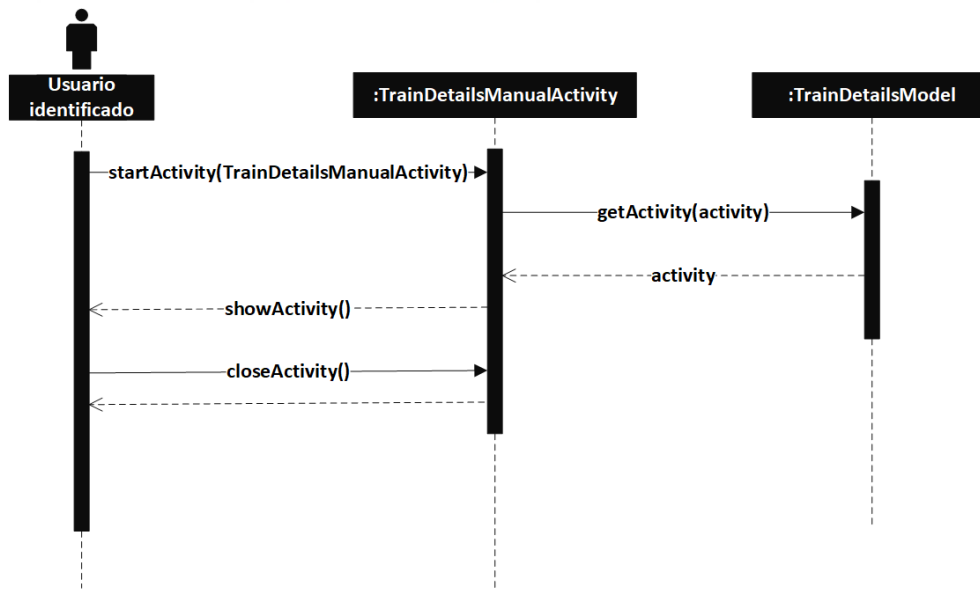 Usuario
identificado
:TrainDetailsManualActivity
:TrainDetailsModel
startActivity(TrainDetailsManualActivity)
getActivity(activity)
activity
showActivity()
closeActivity()